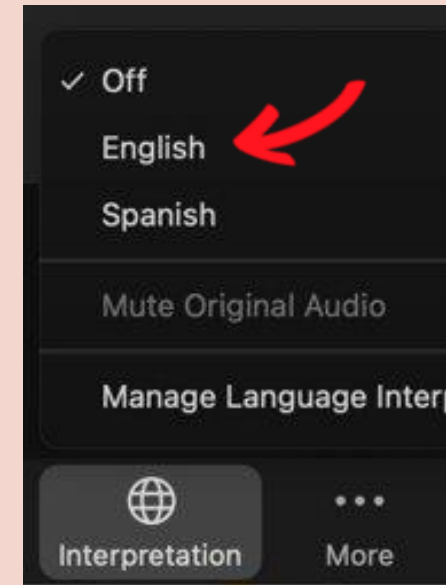 Off
English
Spanish
Mute Original Audio
Manage Language Interp
Interpretation
More